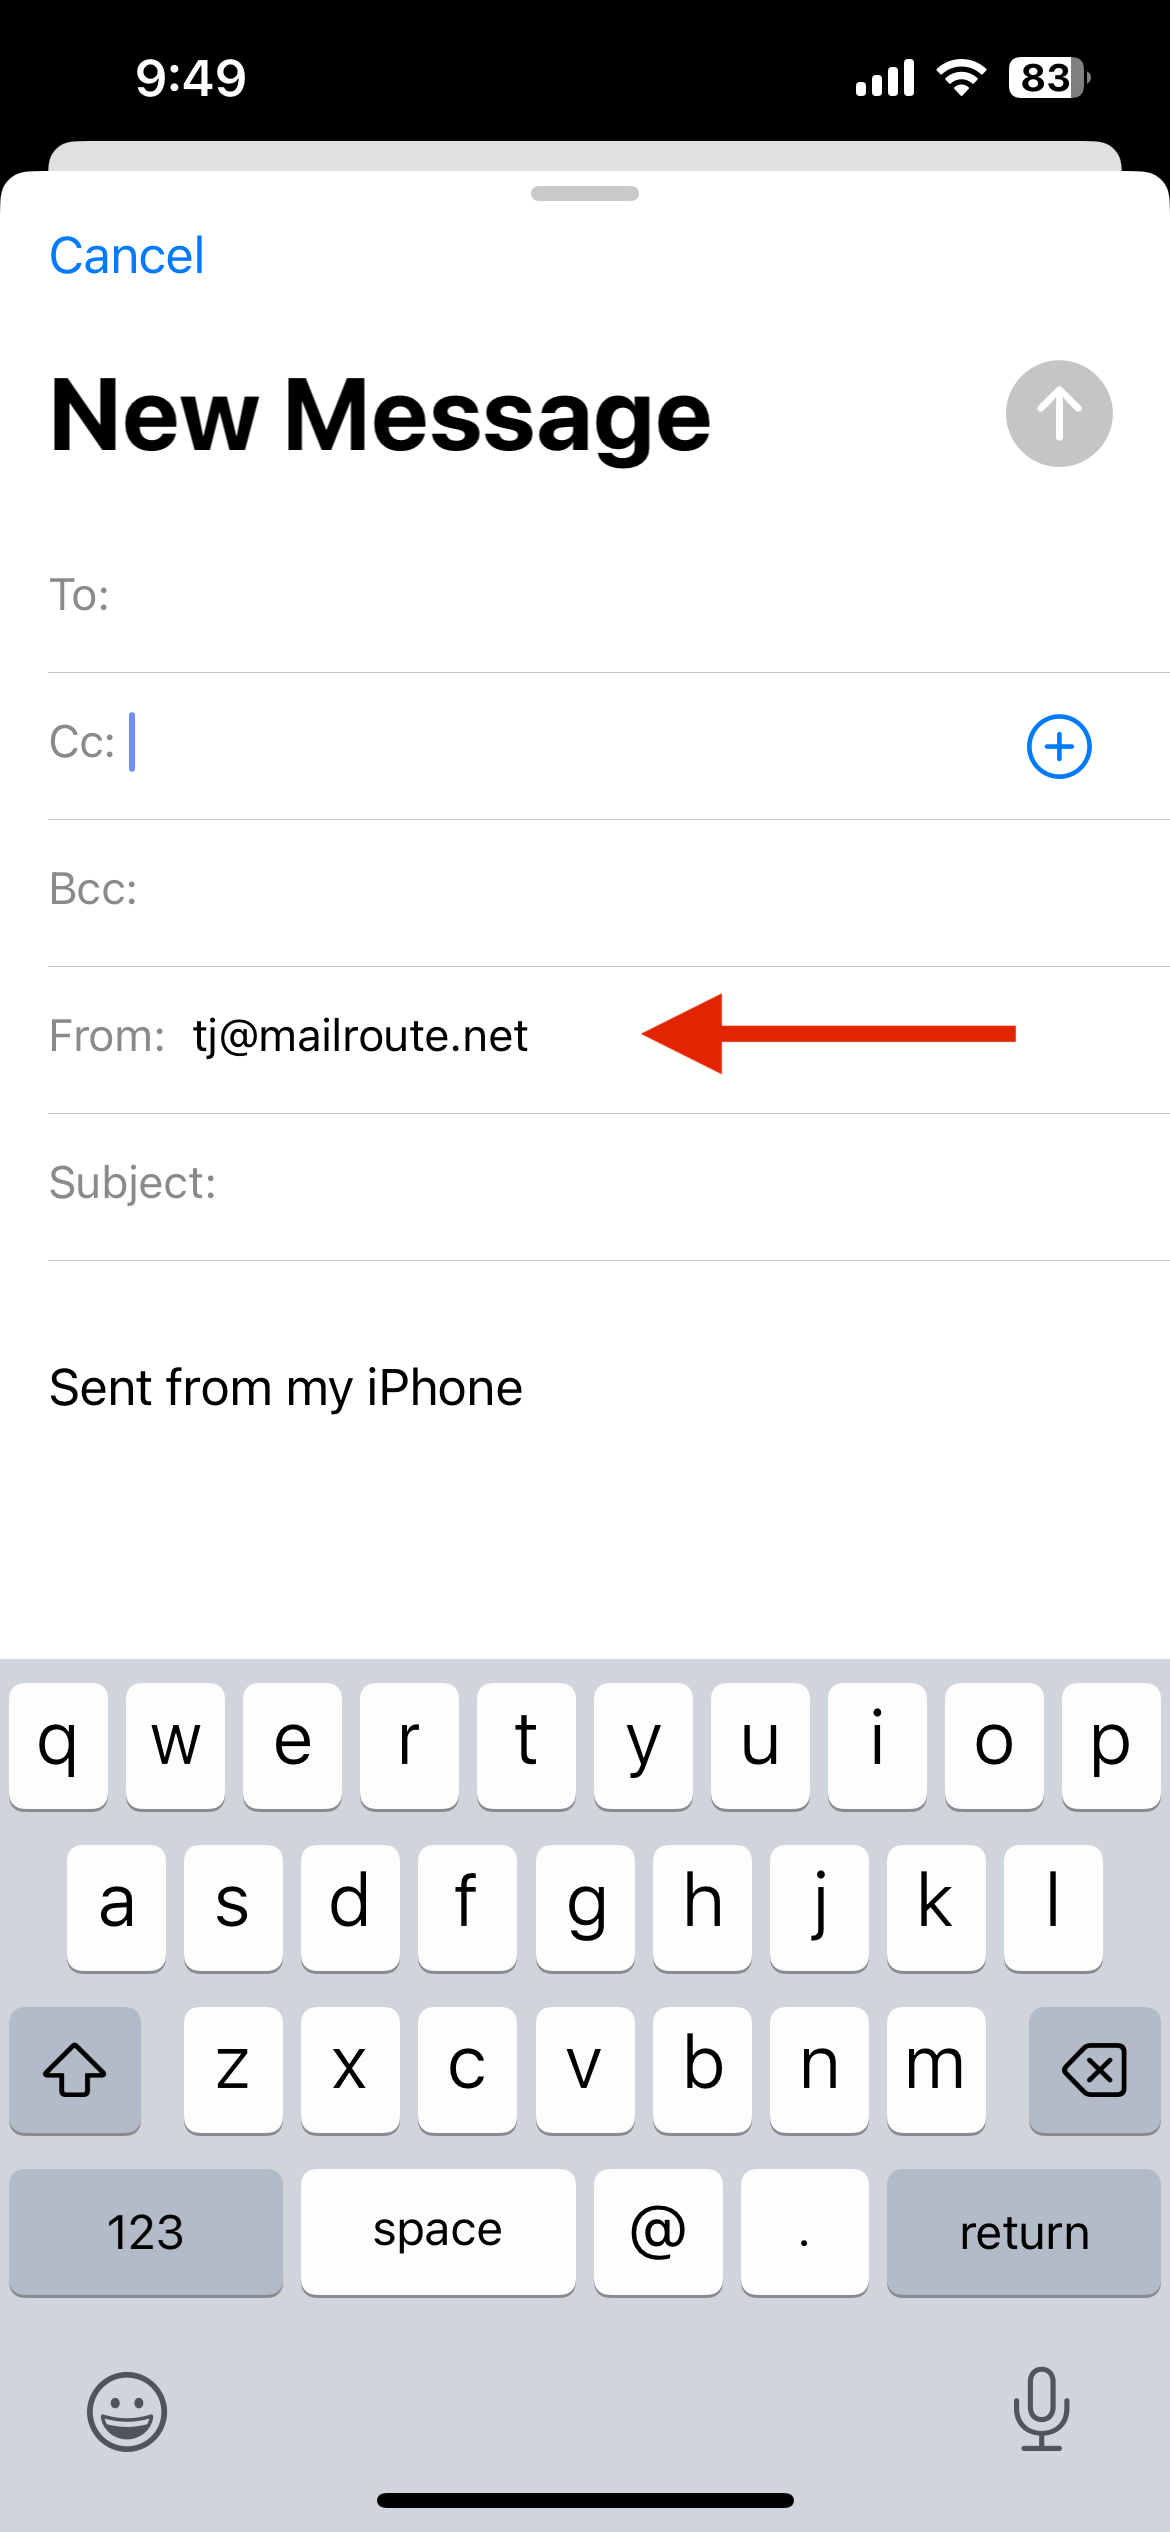 9:49
83
Cancel
New Message
To:
Cc:
Bcc:
From: tj@mailroute.net
Subject:
Sent from my iPhone
q w e r t y u i o p
a s d f g h j k l
z x c v b n m
123 space @ . return